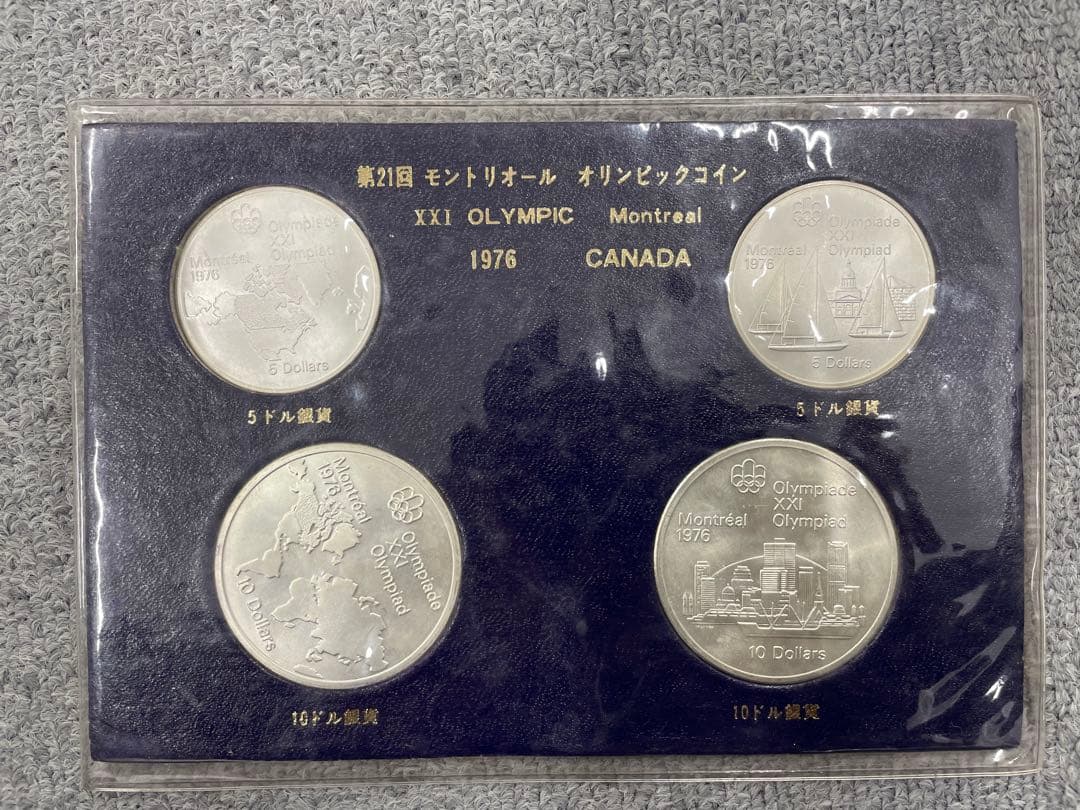 第21回 モントリオール オリンピックコイン
XXI OLYMPIC Montreal
1976 CANADA
Olympiade
XXI
Olympiad
Montréal
1976
5 Dollars
5ドル銀貨
Olympiade
XXI
Olympiad
Montréal
1976
5 Dollars
5ドル銀貨
Montréal
1976
Olympiade
XXI
Olympiad
10 Dollars
10ドル銀貨
Olympiade
XXI
Olympiad
Montréal
1976
10 Dollars
10ドル銀貨